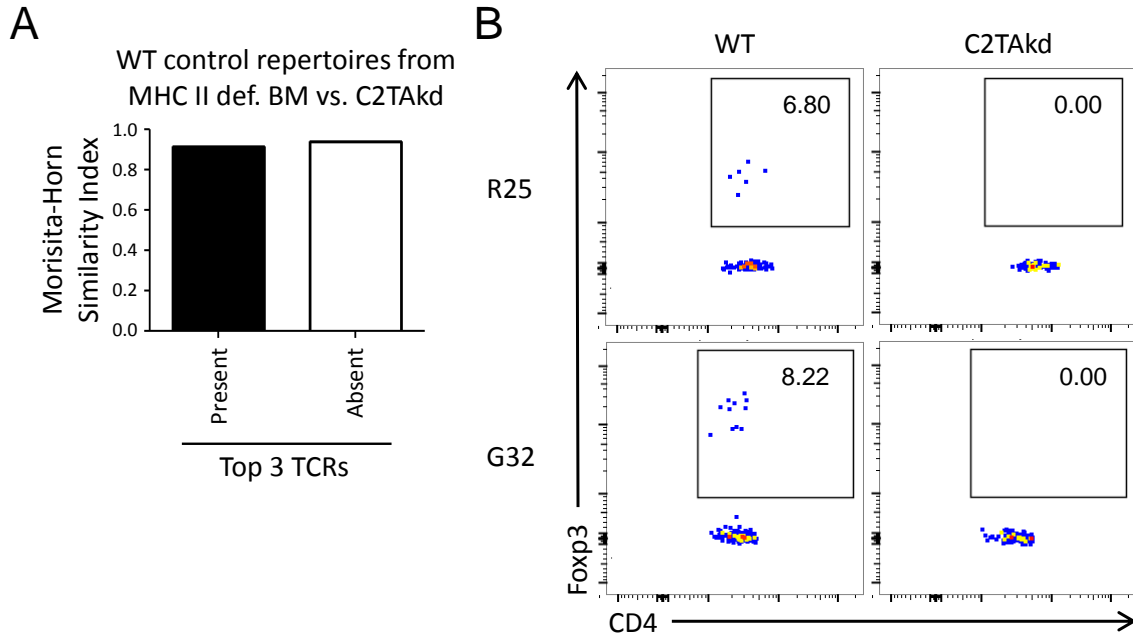 A
WT control repertoires from
MHC II def. BM vs. C2TAkd
Morisita-Horn
Similarity Index
1.0
0.8
0.6
0.4
0.2
0.0
Present
Absent
Top 3 TCRs
B
WT
C2TAkd
R25
6.80
0.00
G32
8.22
0.00
Foxp3
CD4